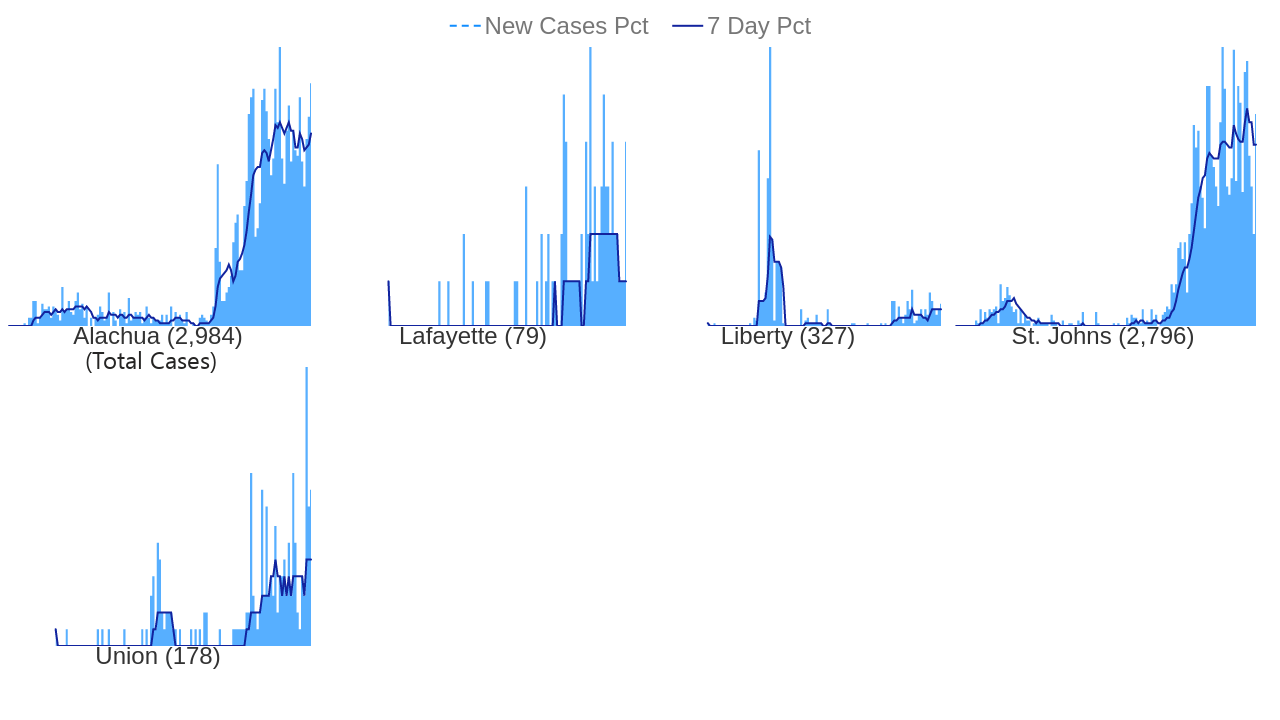 New Cases Pct 7 Day Pct
Alachua (2,984)
(Total Cases)
Lafayette (79)
Liberty (327)
St. Johns (2,796)
Union (178)